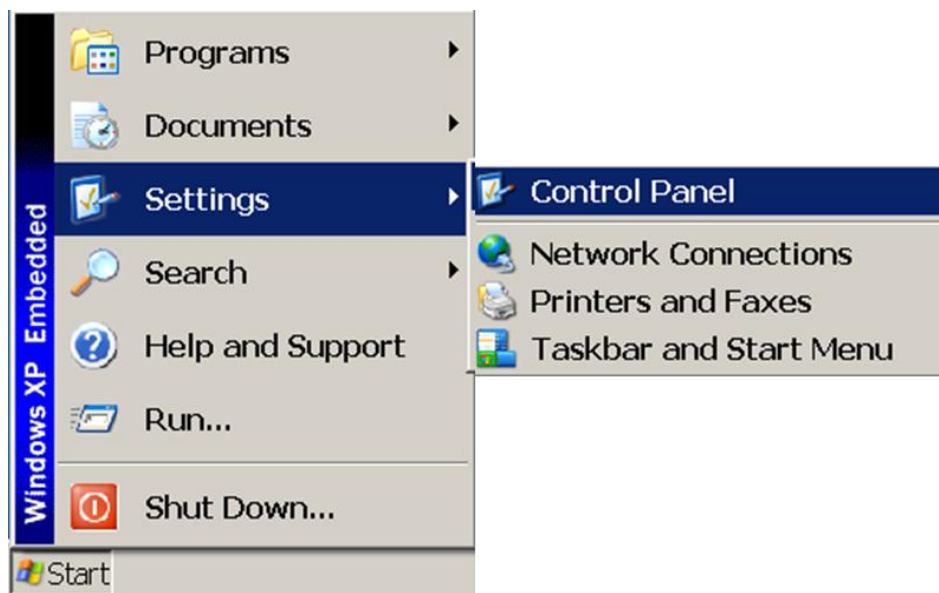 Programs
Documents
Settings
Search
Help and Support
Run...
Shut Down...
Windows XP Embedded
Start
Control Panel
Network Connections
Printers and Faxes
Taskbar and Start Menu